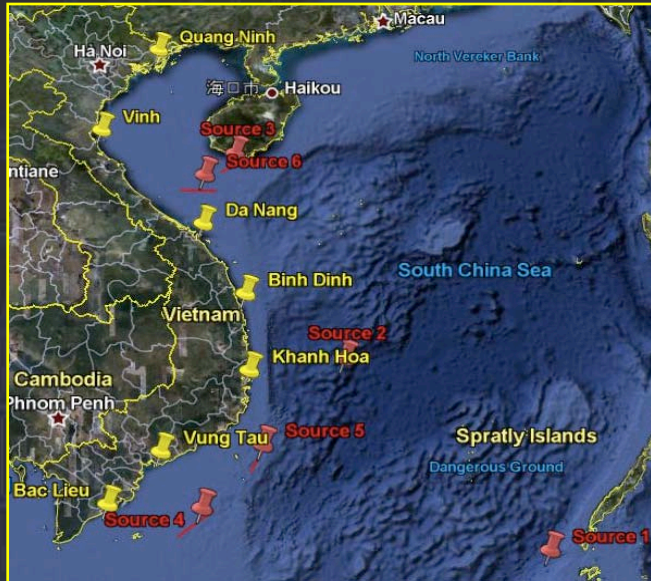 Macau
Quang Ninh
Hà Noi
North Vereker Bank
海口市
Haikou
Vinh
Source 3
Source 6
ntiane
Da Nang
South China Sea
Binh Dinh
Vietnam
Source 2
Khanh Hoa
Cambodia
Phnom Penh
Source 5
Vung Tau
Spratly Islands
Dangerous Ground
Bac Lieu
Source 4
Source 1